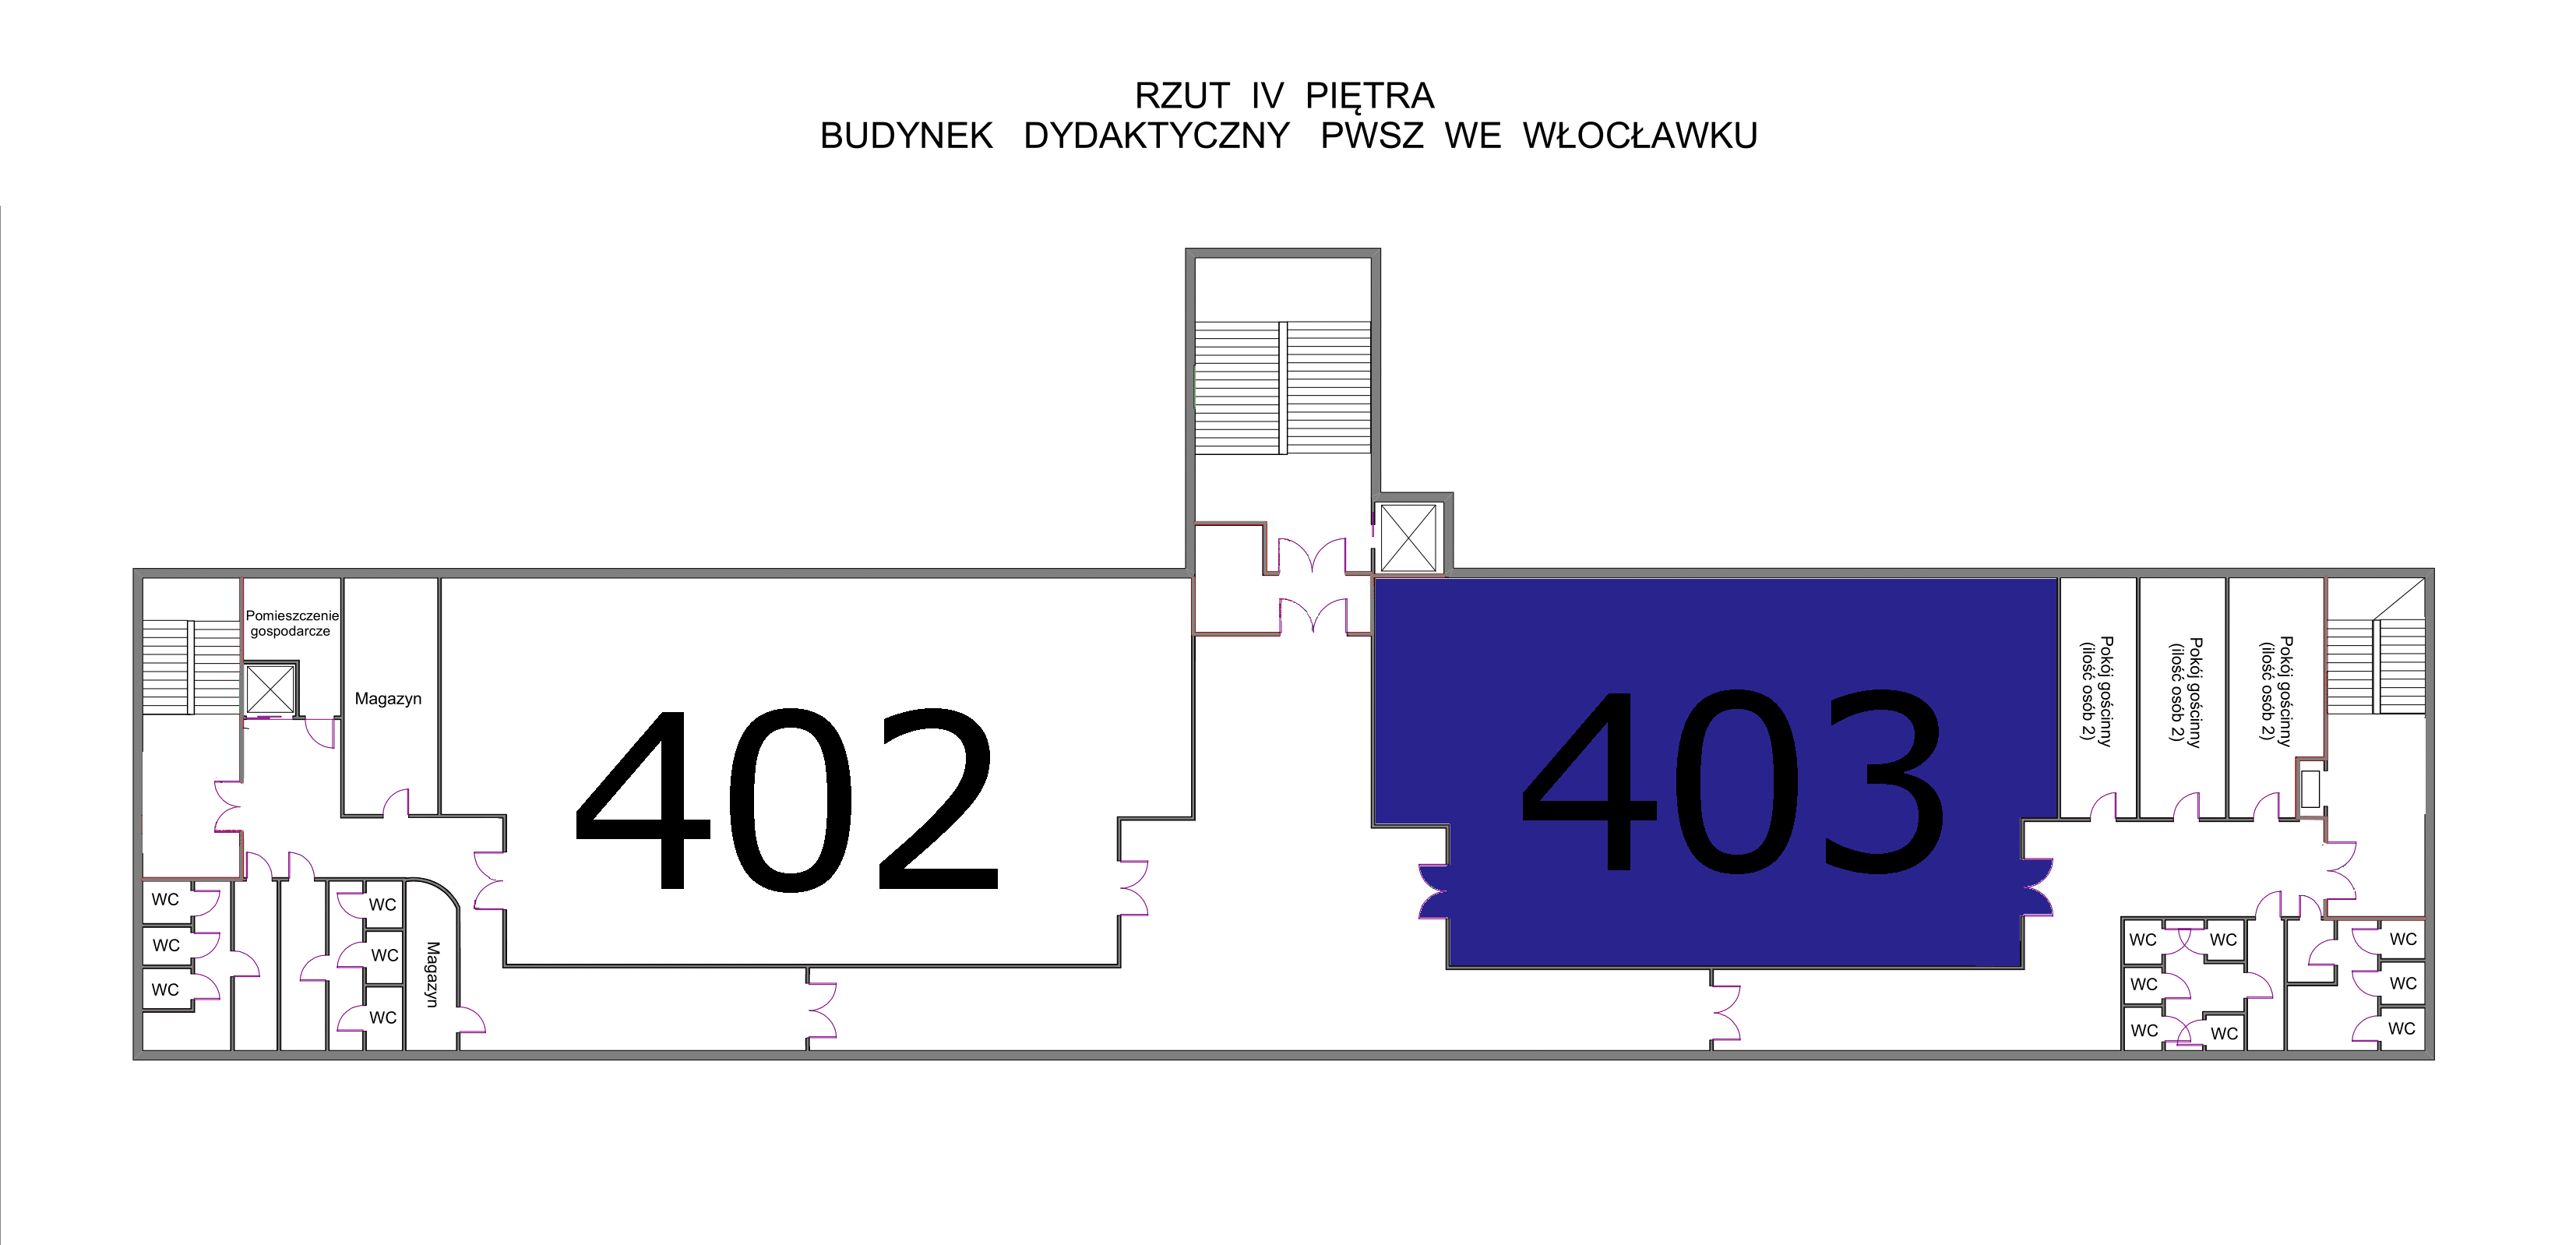 RZUT IV PIĘTRA
BUDYNEK DYDAKTYCZNY PWSZ WE WŁOCŁAWKU
Pomieszczenie
gospodarcze
Magazyn
402
403
Pokój gościnny
(ilość osób 2)
Pokój gościnny
(ilość osób 2)
Pokój gościnny
(ilość osób 2)
WC
WC
WC
WC
WC
WC
Magazyn
WC
WC
WC
WC
WC
WC
WC
WC